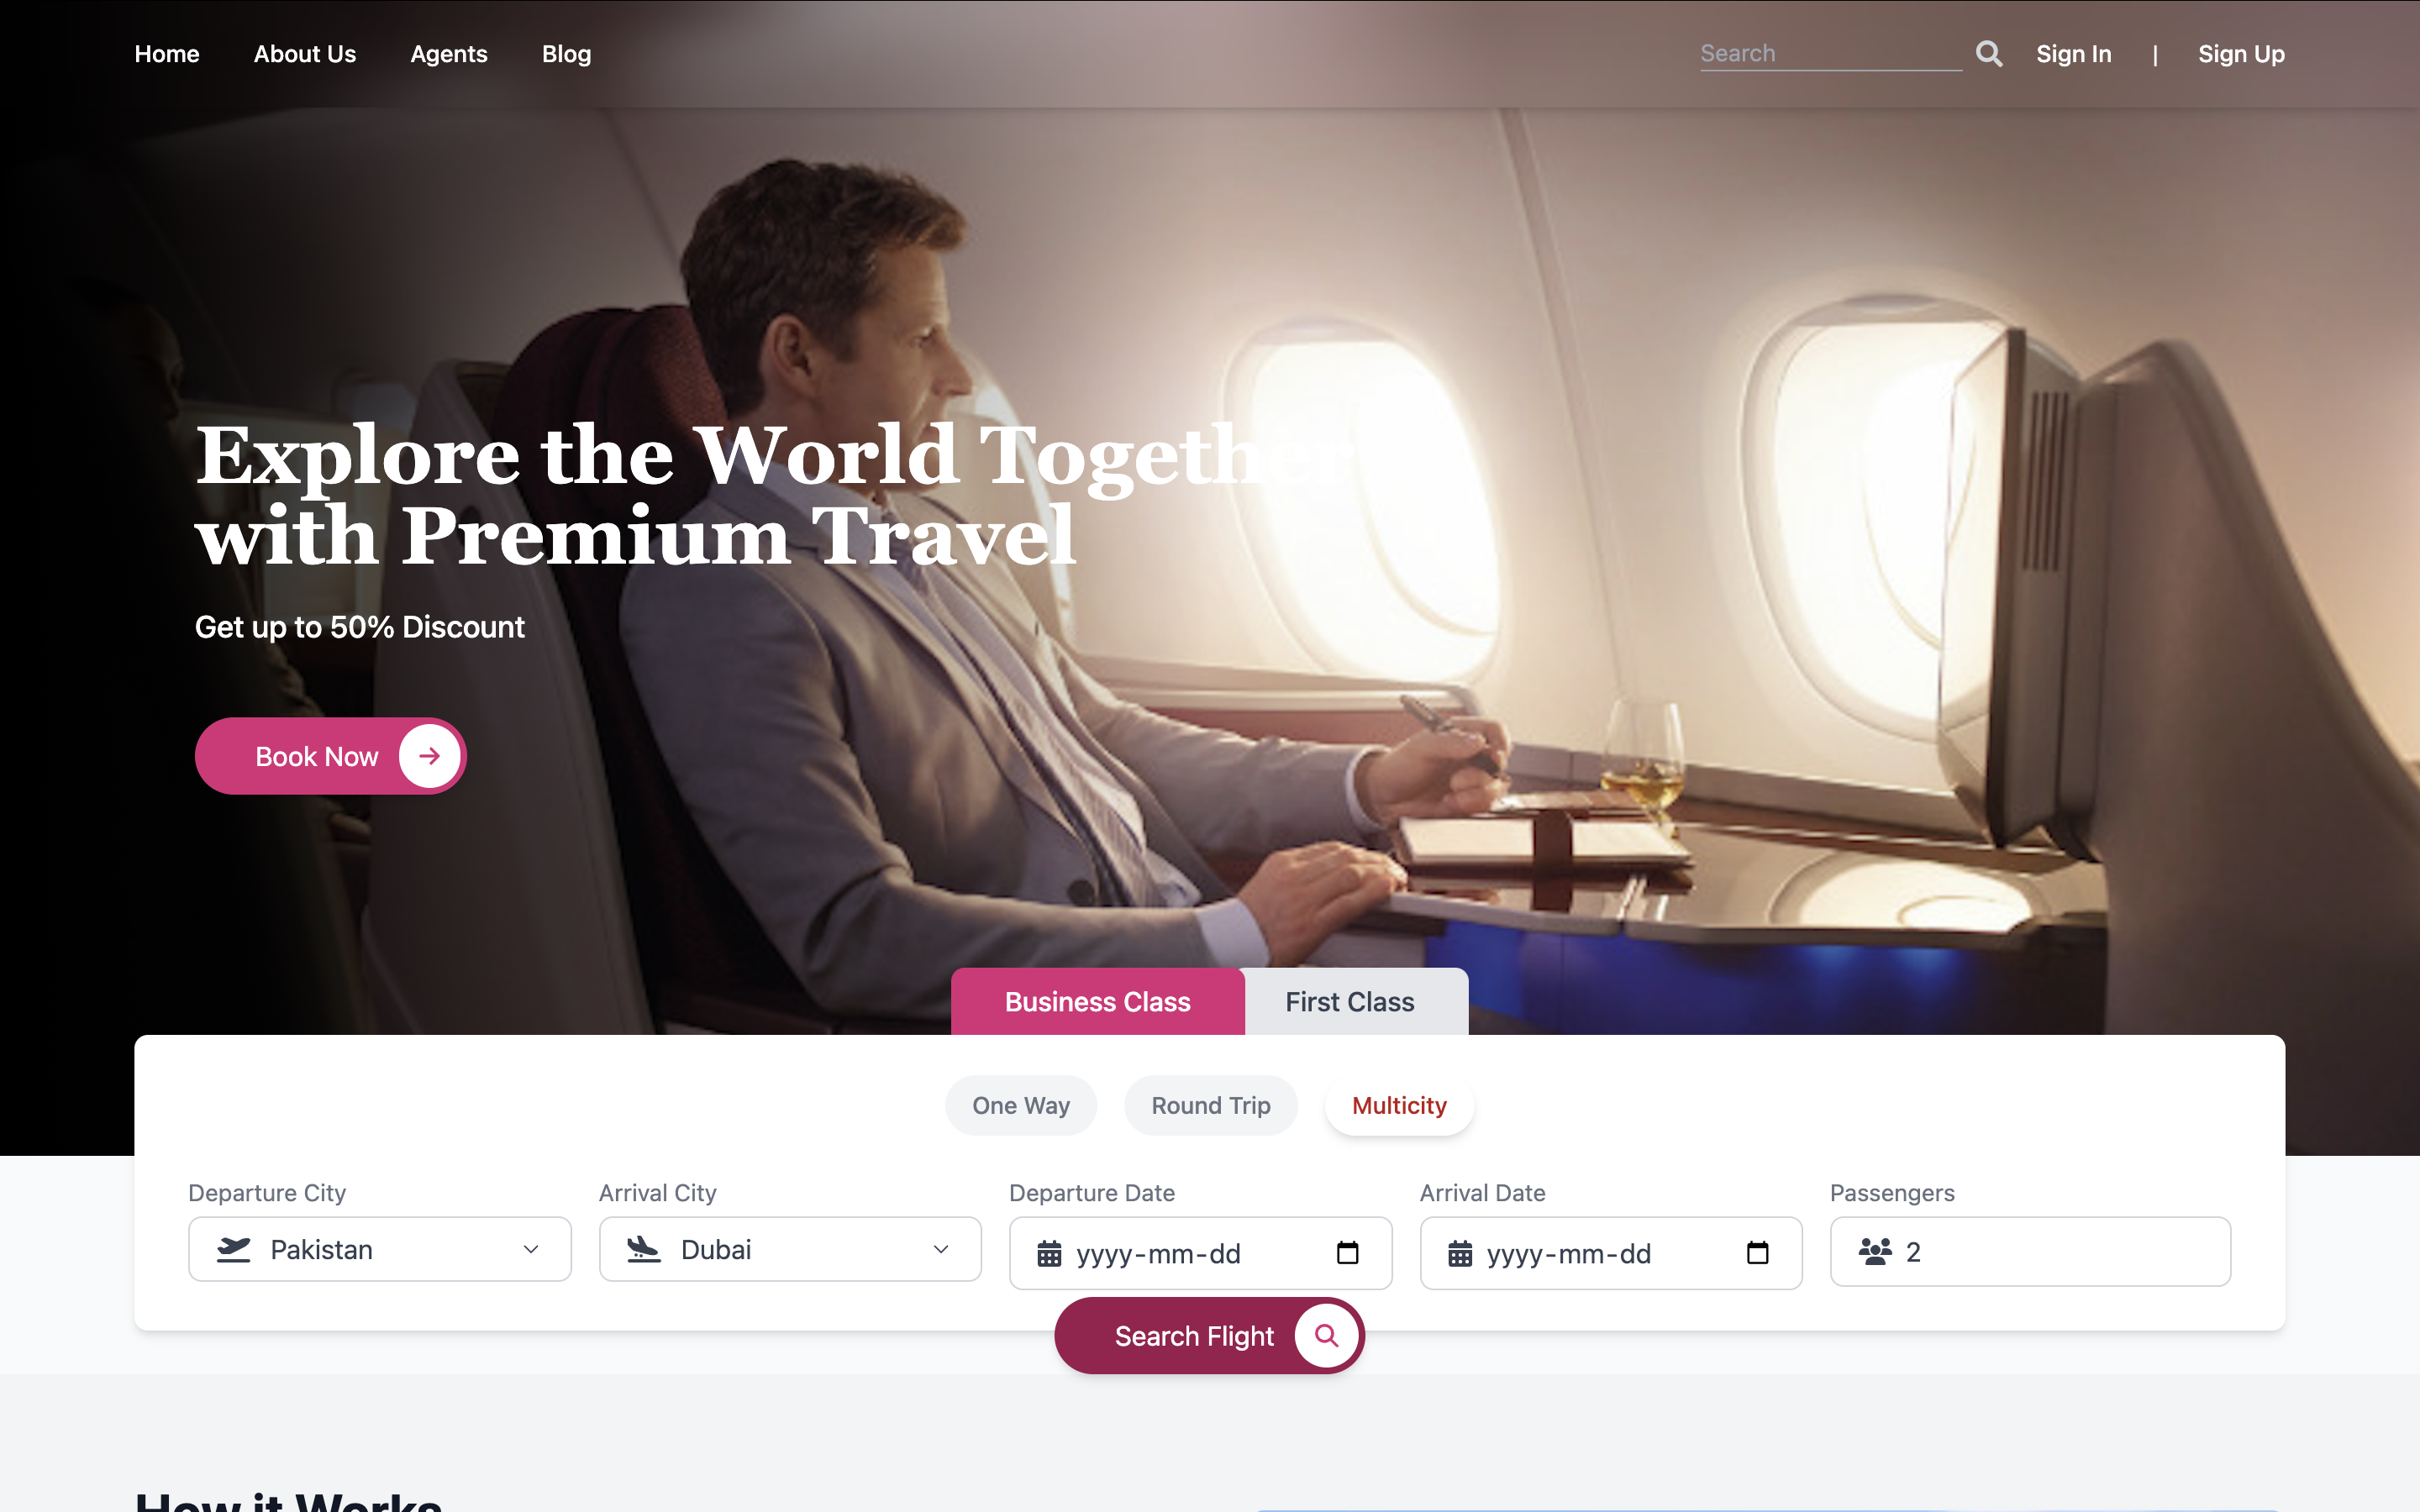 Home About Us Agents Blog Search Sign In | Sign Up
Explore the World Together
with Premium Travel
Get up to 50% Discount
Book Now
Business Class First Class
One Way Round Trip Multicity
Departure City Arrival City Departure Date Arrival Date Passengers
Pakistan Dubai yyyy-mm-dd yyyy-mm-dd 2
Search Flight
How it Works